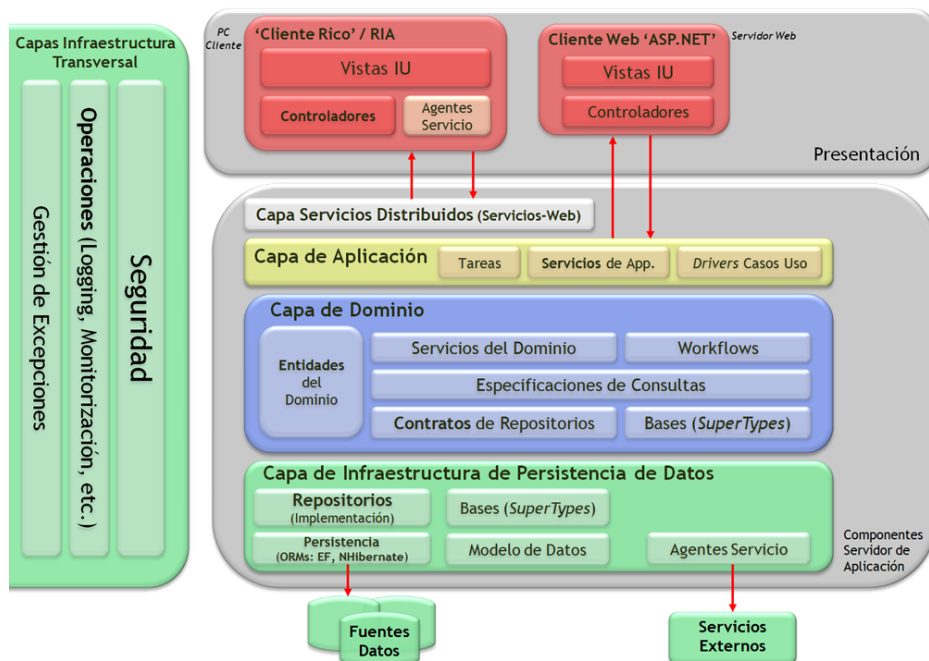 Capas Infraestructura
Transversal
Gestión de Excepciones
Operaciones (Logging, Monitorización, etc.)
Seguridad
PC
Cliente
'Cliente Rico' / RIA
Vistas IU
Controladores
Agentes
Servicio
Cliente Web 'ASP.NET'
Servidor Web
Vistas IU
Controladores
Presentación
Capa Servicios Distribuidos (Servicios-Web)
Capa de Aplicación
Tareas
Servicios de App.
Drivers Casos Uso
Capa de Dominio
Entidades
del
Dominio
Servicios del Dominio
Workflows
Especificaciones de Consultas
Contratos de Repositorios
Bases (SuperTypes)
Capa de Infraestructura de Persistencia de Datos
Repositorios
(Implementación)
Bases (SuperTypes)
Persistencia
(ORMs: EF, NHibernate)
Modelo de Datos
Agentes Servicio
Componentes
Servidor de
Aplicación
Fuentes
Datos
Servicios
Externos